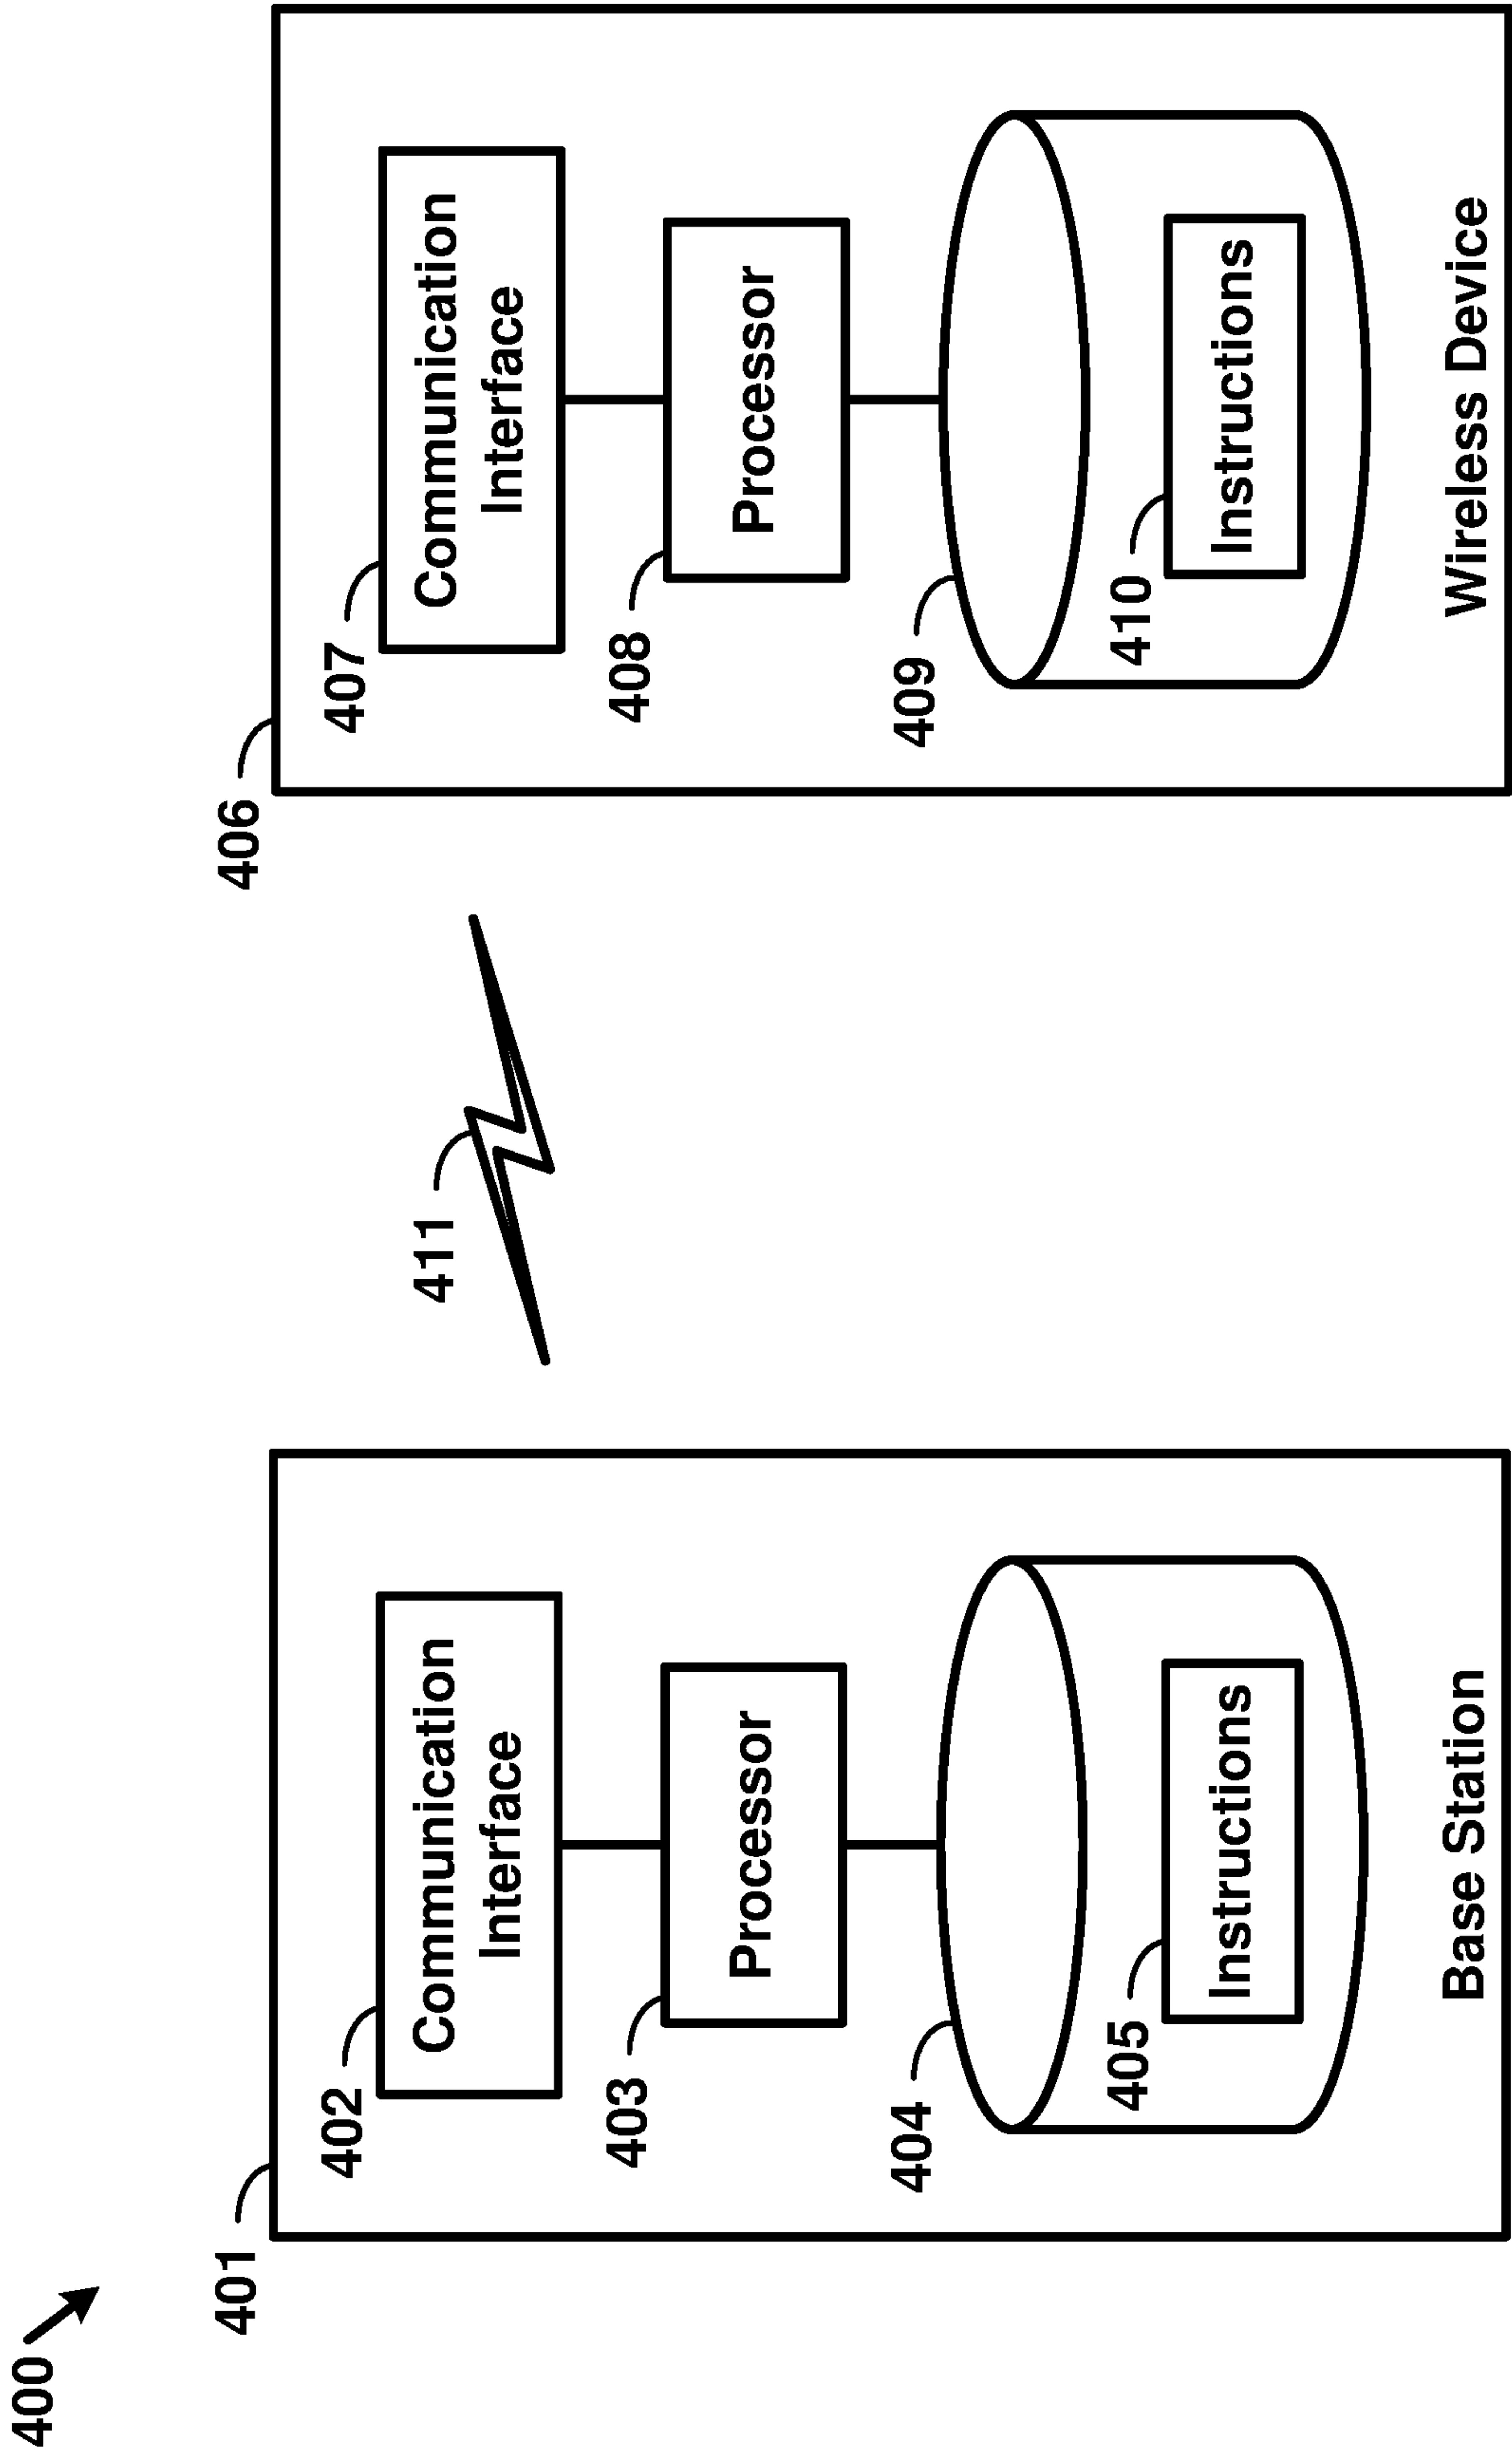 400
401
402
Communication
Interface
403
Processor
404
405
Instructions
Base Station
411
406
407
Communication
Interface
408
Processor
409
410
Instructions
Wireless Device